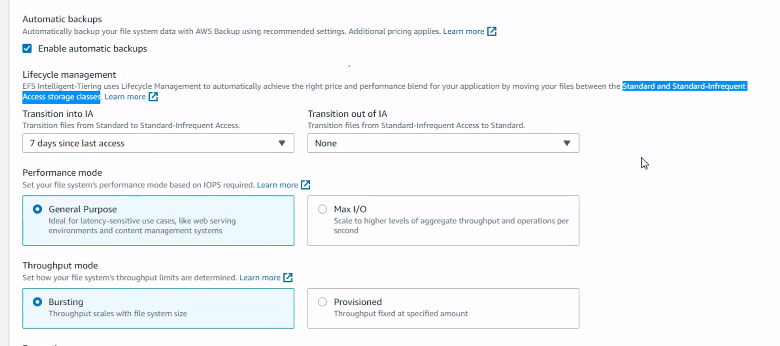 Automatic backups
Automatically backup your file system data with AWS Backup using recommended settings. Additional pricing applies. Learn more
Enable automatic backups
Lifecycle management
EFS Intelligent-Tiering uses Lifecycle Management to automatically achieve the right price and performance blend for your application by moving your files between the Standard and Standard-Infrequent
Access storage classes. Learn more
Transition into IA
Transition files from Standard to Standard-Infrequent Access.
7 days since last access
Transition out of IA
Transition files from Standard-Infrequent Access to Standard.
None
Performance mode
Set your file system's performance mode based on IOPS required. Learn more
General Purpose
Ideal for latency-sensitive use cases, like web serving
environments and content management systems
Max I/O
Scale to higher levels of aggregate throughput and operations per
second
Throughput mode
Set how your file system's throughput limits are determined. Learn more
Bursting
Throughput scales with file system size
Provisioned
Throughput fixed at specified amount